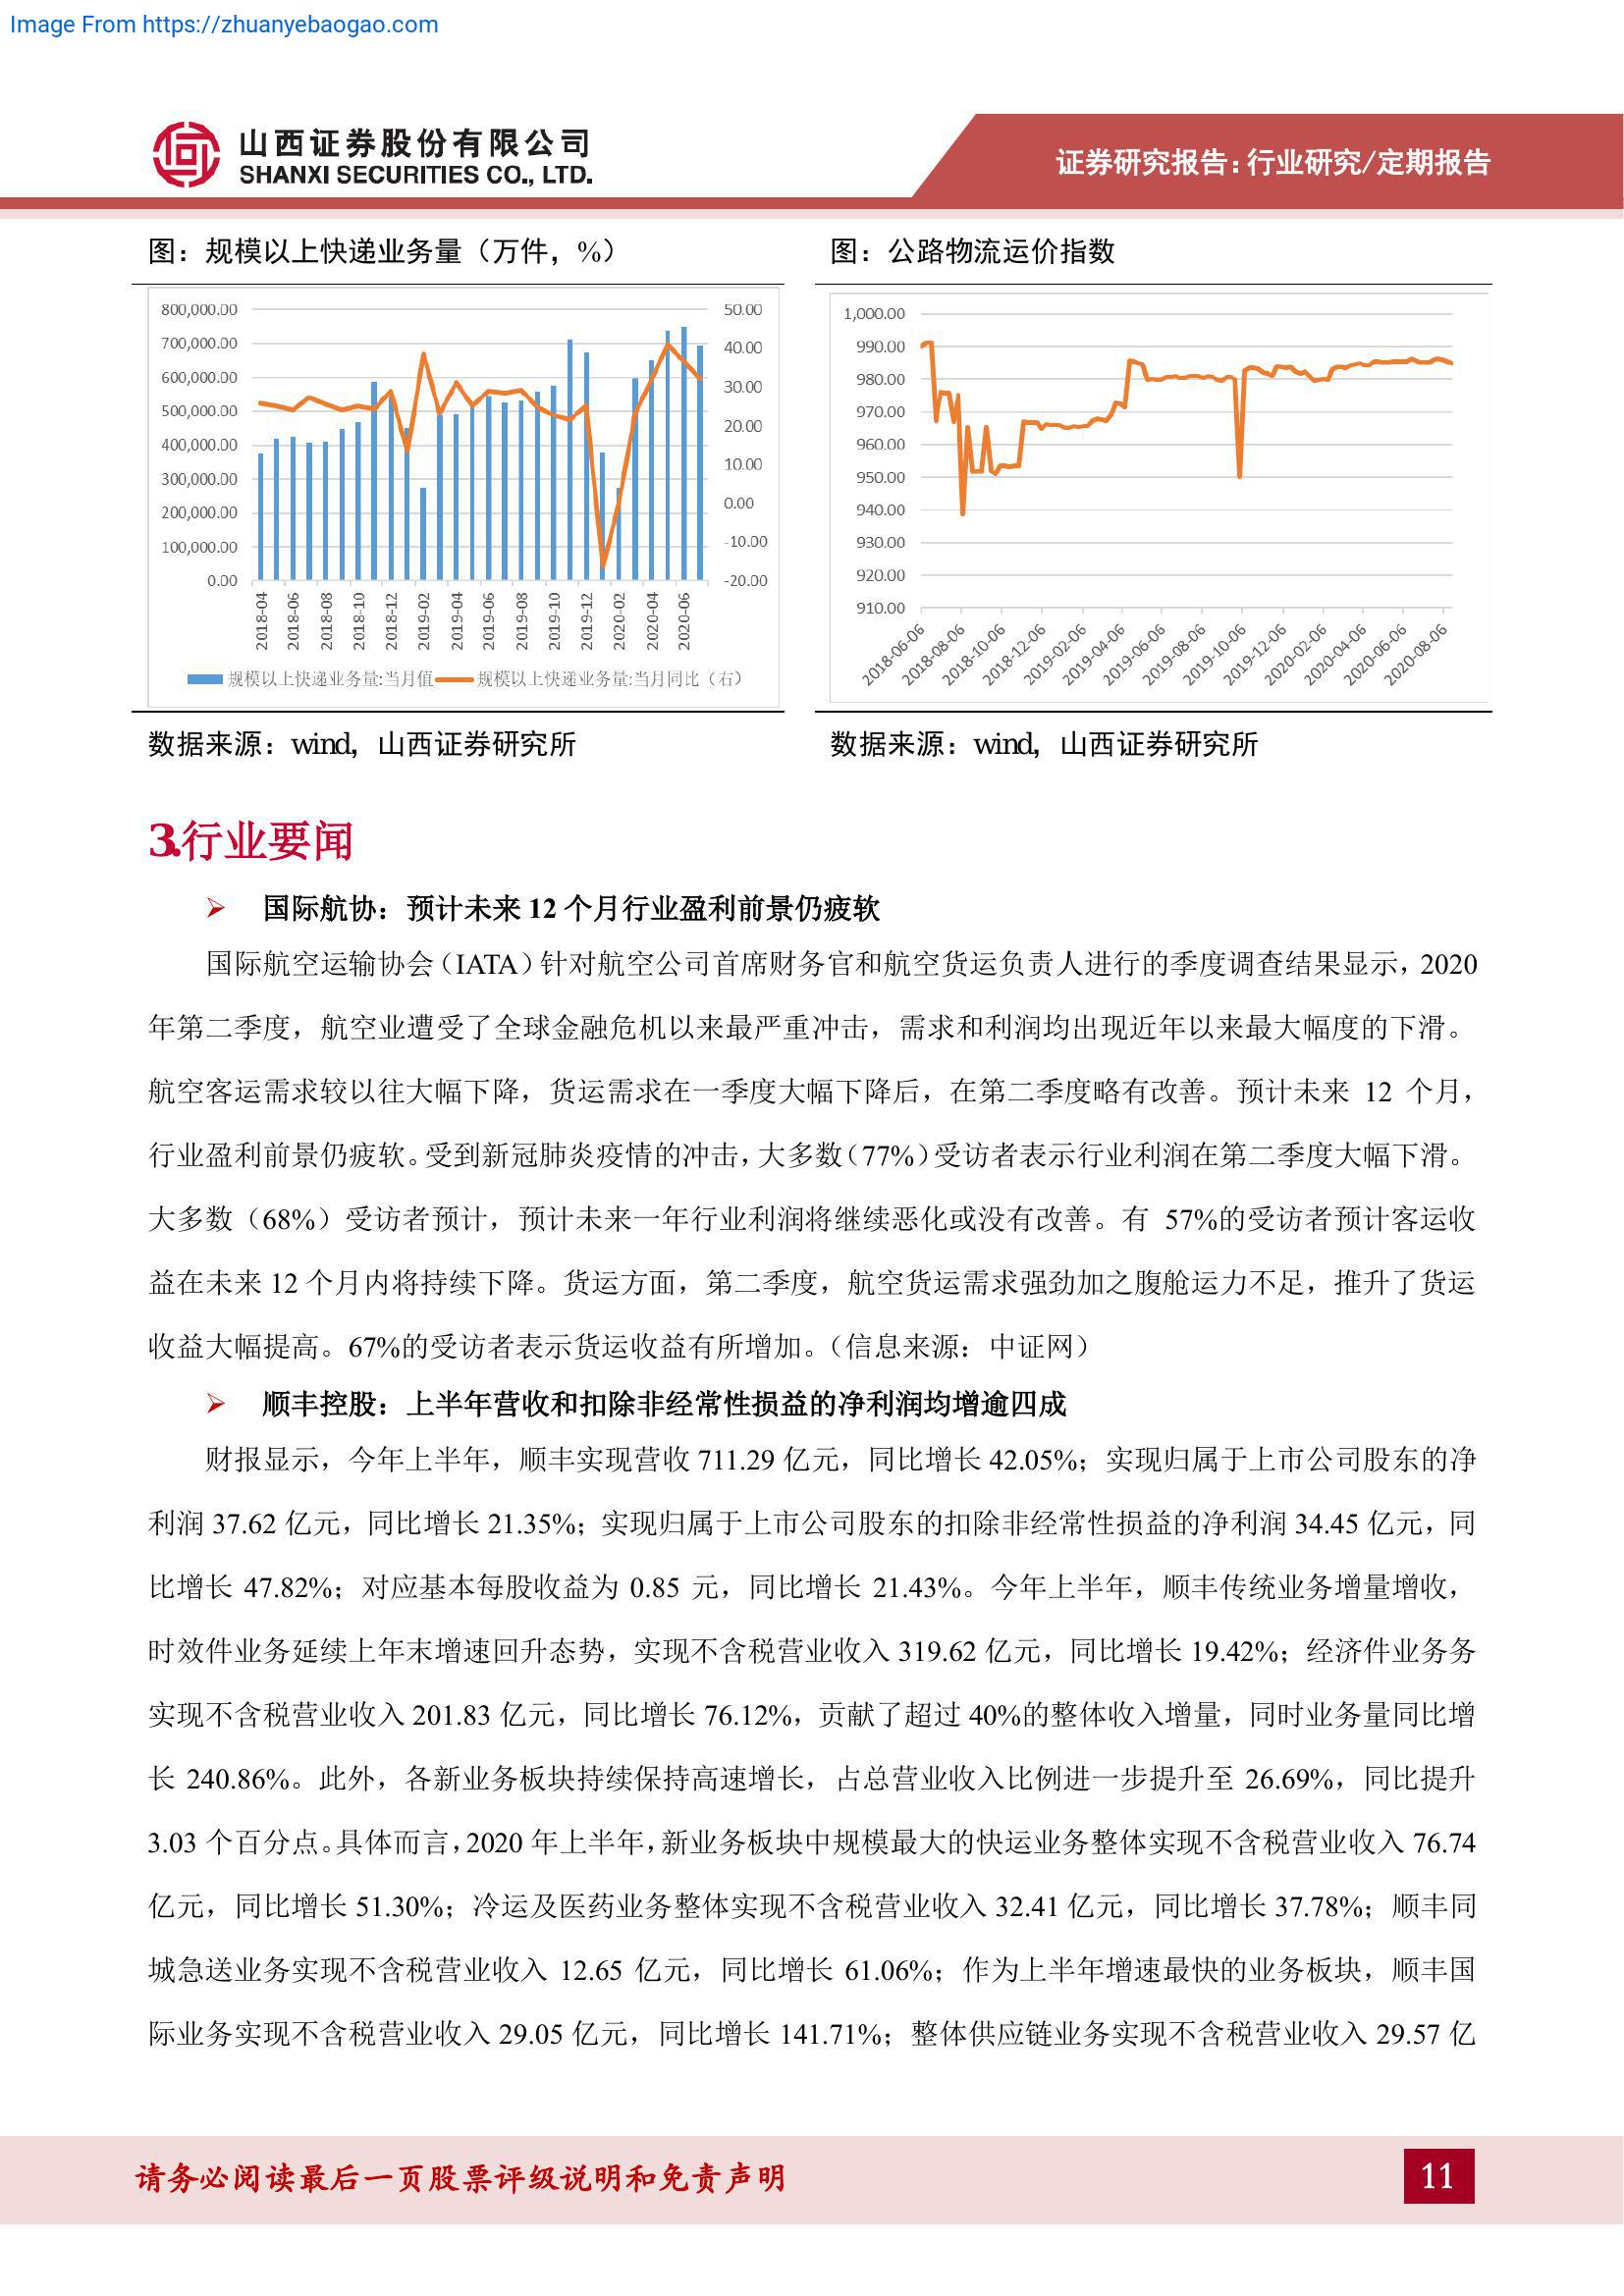 Image From https://zhuanyebaogao.com
山西证券股份有限公司
SHANXI SECURITIES CO., LTD.
证券研究报告:行业研究/定期报告
图：规模以上快递业务量（万件，%）
800,000.00
700,000.00
600,000.00
500,000.00
400,000.00
300,000.00
200,000.00
100,000.00
0.00
50.00
40.00
30.00
20.00
10.00
0.00
-10.00
-20.00
2018-04
2018-06
2018-08
2018-10
2018-12
2019-02
2019-04
2019-06
2019-08
2019-10
2019-12
2020-02
2020-04
2020-06
规模以上快递业务量:当月值
规模以上快递业务量:当月同比（右）
数据来源：wind，山西证券研究所
图：公路物流运价指数
1,000.00
990.00
980.00
970.00
960.00
950.00
940.00
930.00
920.00
910.00
2018-06-06
2018-08-06
2018-10-06
2018-12-06
2019-02-06
2019-04-06
2019-06-06
2019-08-06
2019-10-06
2019-12-06
2020-02-06
2020-04-06
2020-06-06
2020-08-06
数据来源：wind，山西证券研究所
3.行业要闻
➢ 国际航协：预计未来 12 个月行业盈利前景仍疲软
国际航空运输协会（IATA）针对航空公司首席财务官和航空货运负责人进行的季度调查结果显示，2020
年第二季度，航空业遭受了全球金融危机以来最严重冲击，需求和利润均出现近年以来最大幅度的下滑。
航空客运需求较以往大幅下降，货运需求在一季度大幅下降后，在第二季度略有改善。预计未来 12 个月，
行业盈利前景仍疲软。受到新冠肺炎疫情的冲击，大多数（77%）受访者表示行业利润在第二季度大幅下滑。
大多数（68%）受访者预计，预计未来一年行业利润将继续恶化或没有改善。有 57%的受访者预计客运收
益在未来 12 个月内将持续下降。货运方面，第二季度，航空货运需求强劲加之腹舱运力不足，推升了货运
收益大幅提高。67%的受访者表示货运收益有所增加。（信息来源：中证网）
➢ 顺丰控股：上半年营收和扣除非经常性损益的净利润均增逾四成
财报显示，今年上半年，顺丰实现营收 711.29 亿元，同比增长 42.05%；实现归属于上市公司股东的净
利润 37.62 亿元，同比增长 21.35%；实现归属于上市公司股东的扣除非经常性损益的净利润 34.45 亿元，同
比增长 47.82%；对应基本每股收益为 0.85 元，同比增长 21.43%。今年上半年，顺丰传统业务增量增收，
时效件业务延续上年末增速回升态势，实现不含税营业收入 319.62 亿元，同比增长 19.42%；经济件业务务
实现不含税营业收入 201.83 亿元，同比增长 76.12%，贡献了超过 40%的整体收入增量，同时业务量同比增
长 240.86%。此外，各新业务板块持续保持高速增长，占总营业收入比例进一步提升至 26.69%，同比提升
3.03 个百分点。具体而言，2020 年上半年，新业务板块中规模最大的快运业务整体实现不含税营业收入 76.74
亿元，同比增长 51.30%；冷运及医药业务整体实现不含税营业收入 32.41 亿元，同比增长 37.78%；顺丰同
城急送业务实现不含税营业收入 12.65 亿元，同比增长 61.06%；作为上半年增速最快的业务板块，顺丰国
际业务实现不含税营业收入 29.05 亿元，同比增长 141.71%；整体供应链业务实现不含税营业收入 29.57 亿
请务必阅读最后一页股票评级说明和免责声明
11